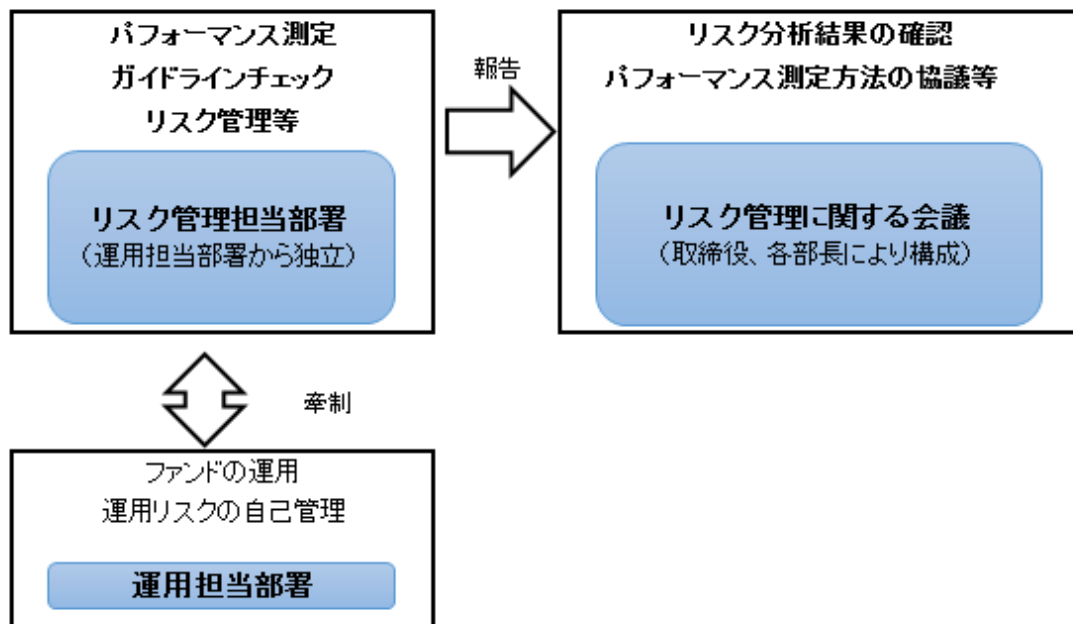 パフォーマンス測定
ガイドラインチェック
リスク管理等
リスク管理担当部署
（運用担当部署から独立）
報告
リスク分析結果の確認
パフォーマンス測定方法の協議等
リスク管理に関する会議
（取締役、各部長により構成）
牽制
ファンドの運用
運用リスクの自己管理
運用担当部署